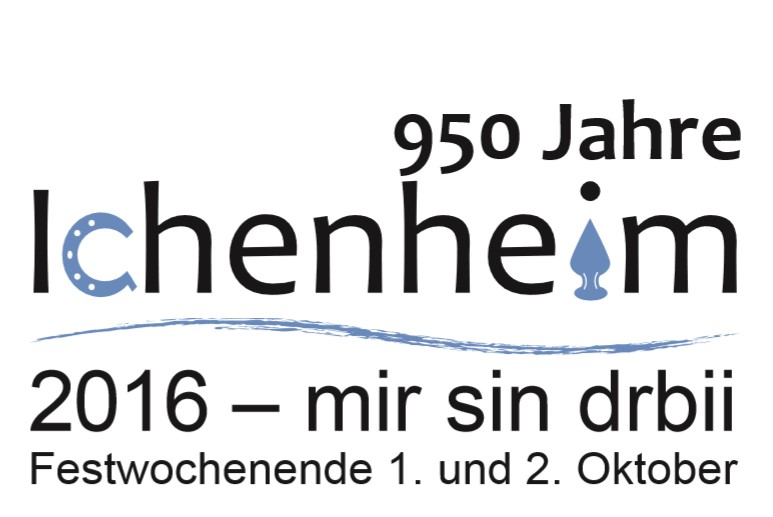 950 Jahre
Ichenheim
2016 – mir sin drbii
Festwochenende 1. und 2. Oktober